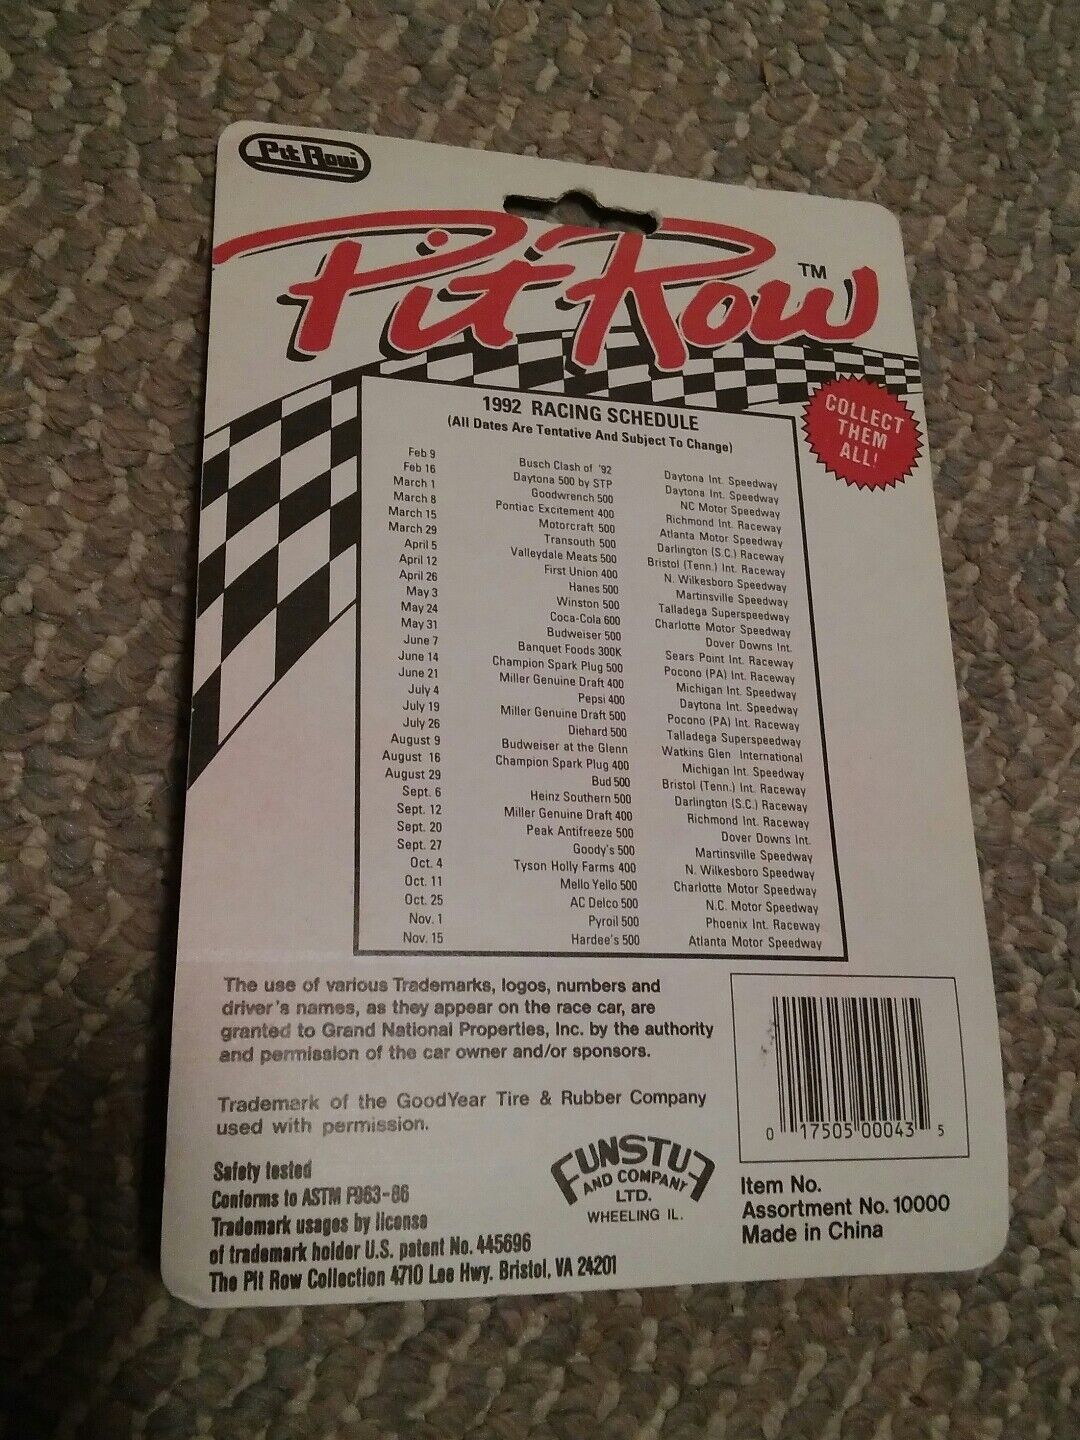 Pit Row
Pit Row™
COLLECT
THEM
ALL!
1992 RACING SCHEDULE
(All Dates Are Tentative And Subject To Change)
Feb 9 Busch Clash of '92 Daytona Int. Speedway
Feb 16 Daytona 500 by STP Daytona Int. Speedway
March 1 Goodwrench 500 NC Motor Speedway
March 8 Pontiac Excitement 400 Richmond Int. Raceway
March 15 Motorcraft 500 Atlanta Motor Speedway
March 29 Transouth 500 Darlington (S.C.) Raceway
April 5 Valleydale Meats 500 Bristol (Tenn.) Int. Raceway
April 12 First Union 400 N. Wilkesboro Speedway
April 26 Hanes 500 Martinsville Speedway
May 3 Winston 500 Talladega Superspeedway
May 24 Coca-Cola 600 Charlotte Motor Speedway
May 31 Budweiser 500 Dover Downs Int.
June 7 Banquet Foods 300K Sears Point Int. Raceway
June 14 Champion Spark Plug 500 Pocono (PA) Int. Raceway
June 21 Miller Genuine Draft 400 Michigan Int. Speedway
July 4 Pepsi 400 Daytona Int. Speedway
July 19 Miller Genuine Draft 500 Pocono (PA) Int. Raceway
July 26 Diehard 500 Talladega Superspeedway
August 9 Budweiser at the Glenn Watkins Glen International
August 16 Champion Spark Plug 400 Michigan Int. Speedway
August 29 Bud 500 Bristol (Tenn.) Int. Raceway
Sept. 6 Heinz Southern 500 Darlington (S.C.) Raceway
Sept. 12 Miller Genuine Draft 400 Richmond Int. Raceway
Sept. 20 Peak Antifreeze 500 Dover Downs Int.
Sept. 27 Goody's 500 Martinsville Speedway
Oct. 4 Tyson Holly Farms 400 N. Wilkesboro Speedway
Oct. 11 Mello Yello 500 Charlotte Motor Speedway
Oct. 25 AC Delco 500 N.C. Motor Speedway
Nov. 1 Pyroil 500 Phoenix Int. Raceway
Nov. 15 Hardee's 500 Atlanta Motor Speedway
The use of various Trademarks, logos, numbers and
driver's names, as they appear on the race car, are
granted to Grand National Properties, Inc. by the authority
and permission of the car owner and/or sponsors.
Trademark of the GoodYear Tire & Rubber Company
used with permission.
Safety tested
Conforms to ASTM F963-86
Trademark usages by license
of trademark holder U.S. patent No. 445696
The Pit Row Collection 4710 Lee Hwy. Bristol, VA 24201
FUNSTUF
AND COMPANY
LTD.
WHEELING IL.
0 17505 00043 5
Item No.
Assortment No. 10000
Made in China